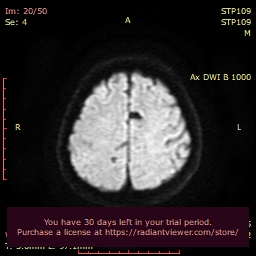 Im: 20/50
Se: 4
A
STP109
STP109
M
Ax DWI B 1000
R
L
You have 30 days left in your trial period.
Purchase a license at https://radiantviewer.com/store/